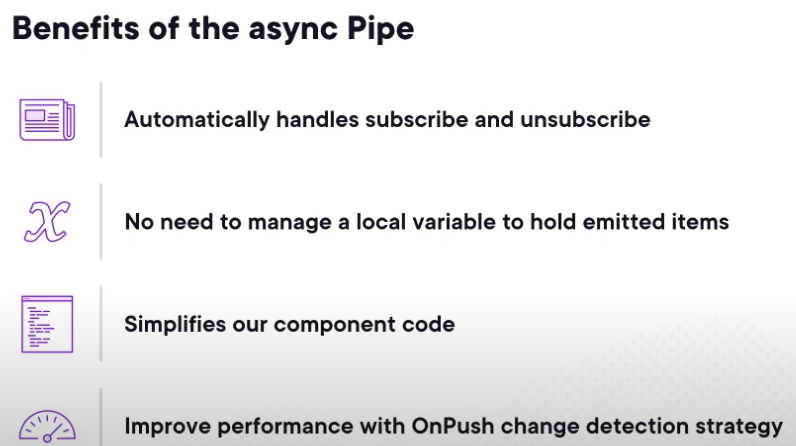 Benefits of the async Pipe
Automatically handles subscribe and unsubscribe
No need to manage a local variable to hold emitted items
Simplifies our component code
Improve performance with OnPush change detection strategy